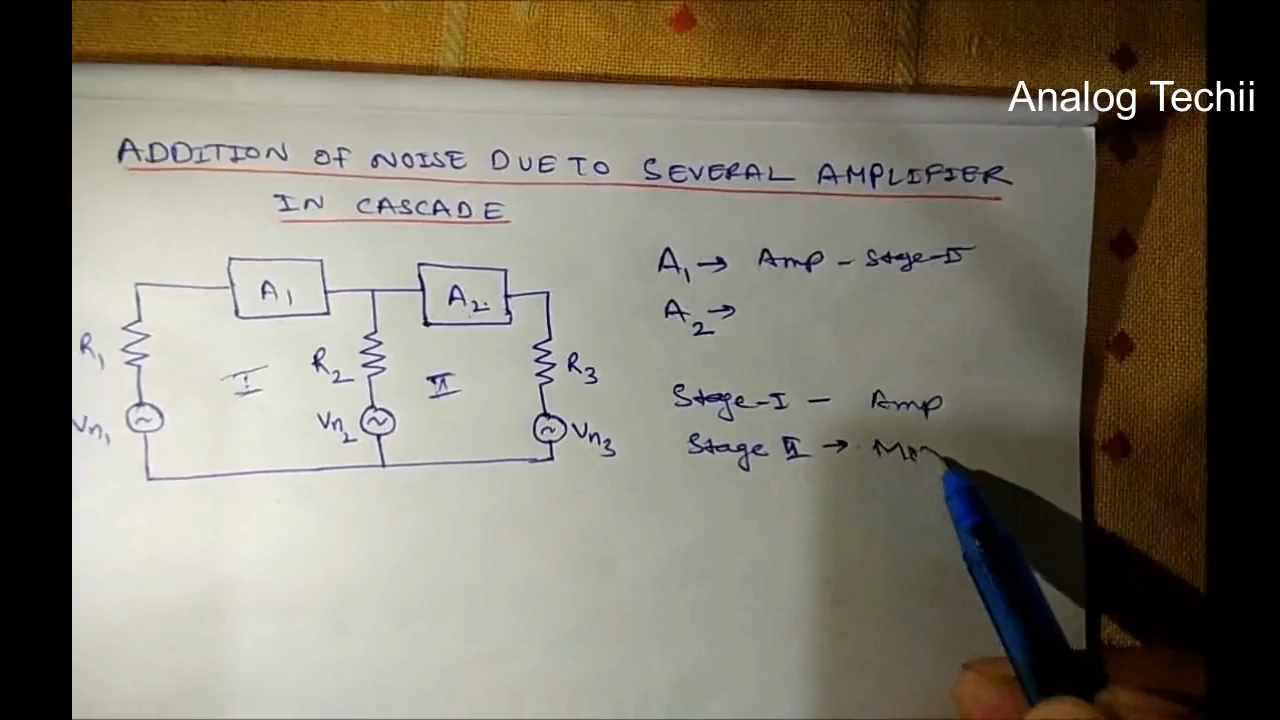 Analog Techii
ADDITION OF NOISE DUE TO SEVERAL AMPLIFIER
IN CASCADE
A1 → Amp - Stage-II
A2 →
A1
A2
R1
I
R2
II
R3
Vn1
Vn2
Vn3
Stage-I - Amp
Stage II →